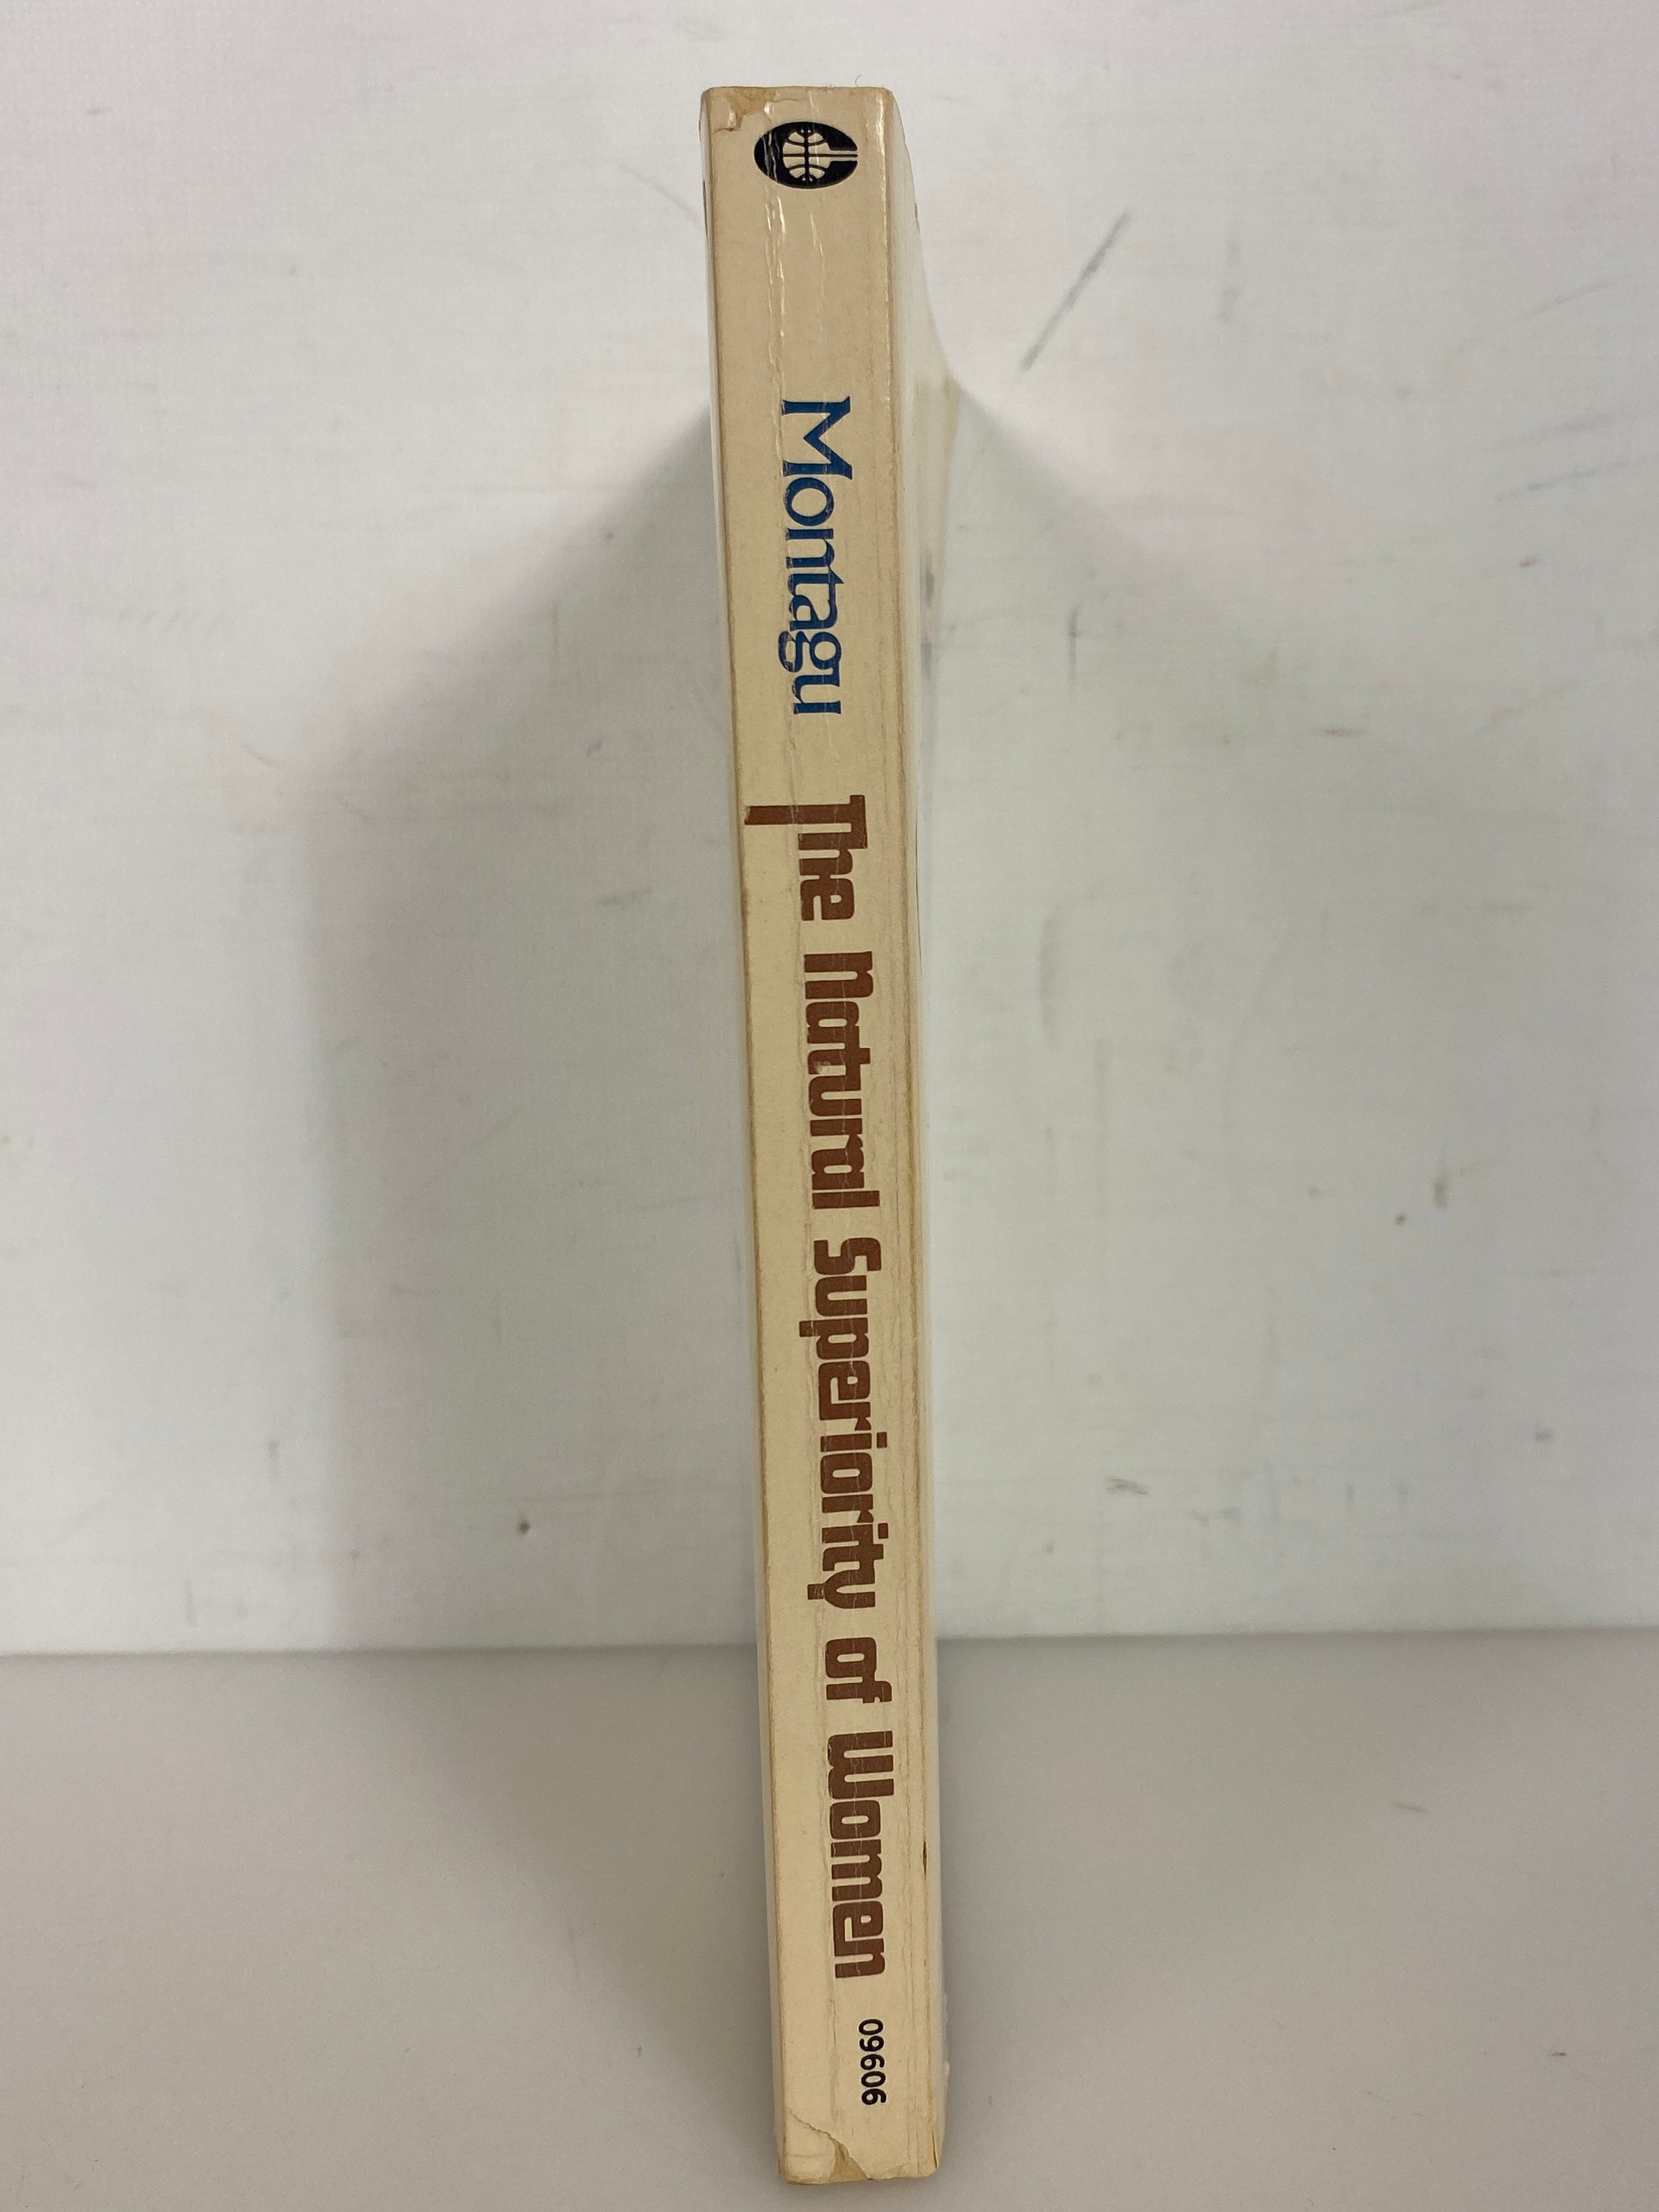 Montagu
The Natural Superiority of Women
09606